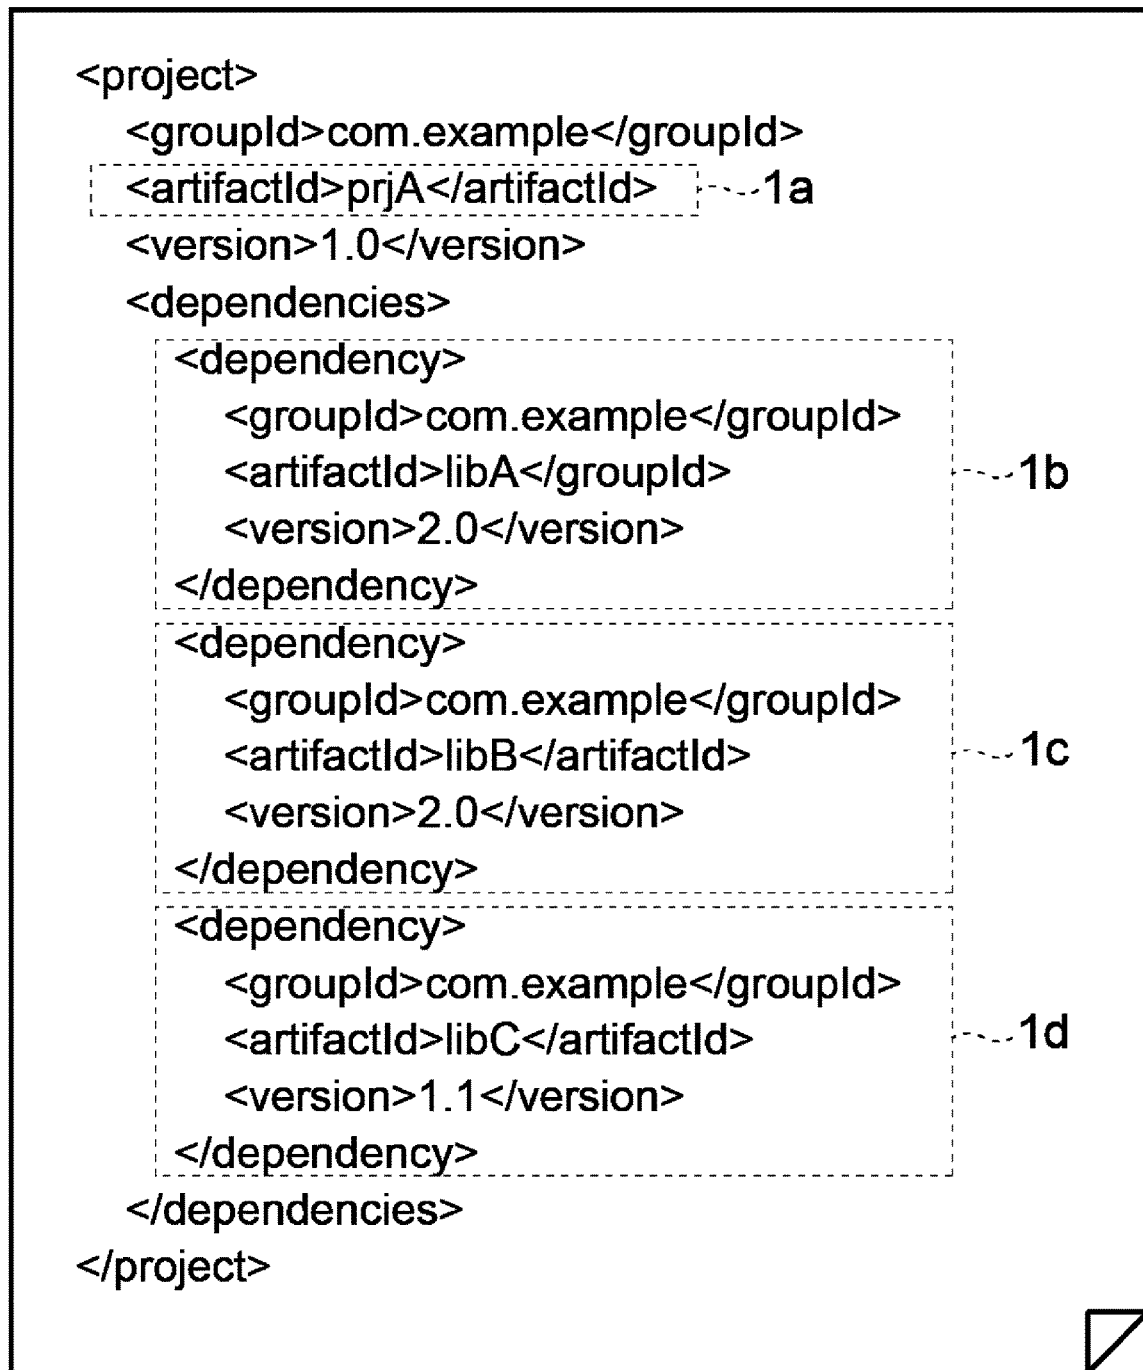 <project>
<groupId>com.example</groupId>
<artifactId>prjA</artifactId> 1a
<version>1.0</version>
<dependencies>
<dependency>
<groupId>com.example</groupId>
<artifactId>libA</groupId> 1b
<version>2.0</version>
</dependency>
<dependency>
<groupId>com.example</groupId>
<artifactId>libB</artifactId> 1c
<version>2.0</version>
</dependency>
<dependency>
<groupId>com.example</groupId>
<artifactId>libC</artifactId> 1d
<version>1.1</version>
</dependency>
</dependencies>
</project>